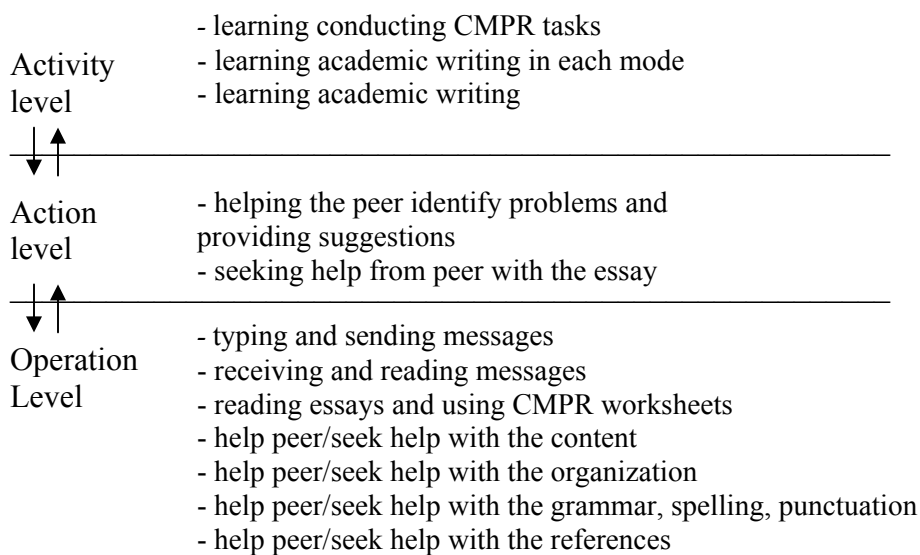 Activity
level
- learning conducting CMPR tasks
- learning academic writing in each mode
- learning academic writing
Action
level
- helping the peer identify problems and
providing suggestions
- seeking help from peer with the essay
Operation
Level
- typing and sending messages
- receiving and reading messages
- reading essays and using CMPR worksheets
- help peer/seek help with the content
- help peer/seek help with the organization
- help peer/seek help with the grammar, spelling, punctuation
- help peer/seek help with the references